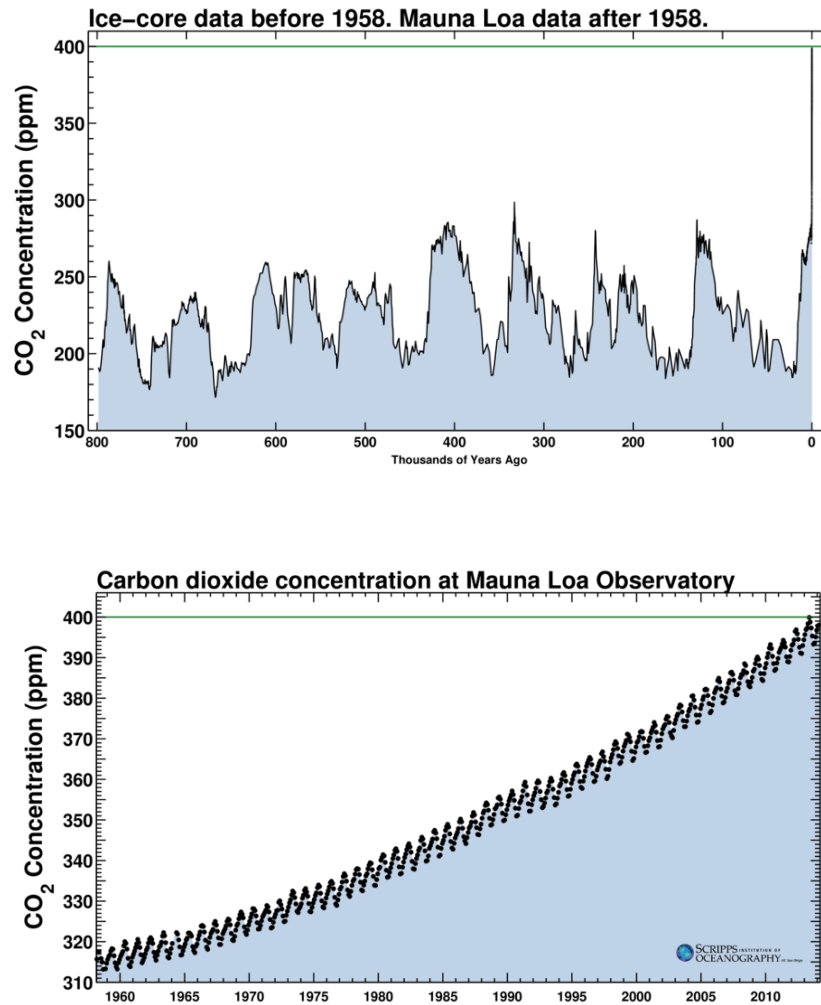 Ice-core data before 1958. Mauna Loa data after 1958.
CO2 Concentration (ppm)
400
350
300
250
200
150
800 700 600 500 400 300 200 100 0
Thousands of Years Ago
Carbon dioxide concentration at Mauna Loa Observatory
CO2 Concentration (ppm)
400
390
380
370
360
350
340
330
320
310
1960 1965 1970 1975 1980 1985 1990 1995 2000 2005 2010
SCRIPPS INSTITUTION OF
OCEANOGRAPHY UC San Diego